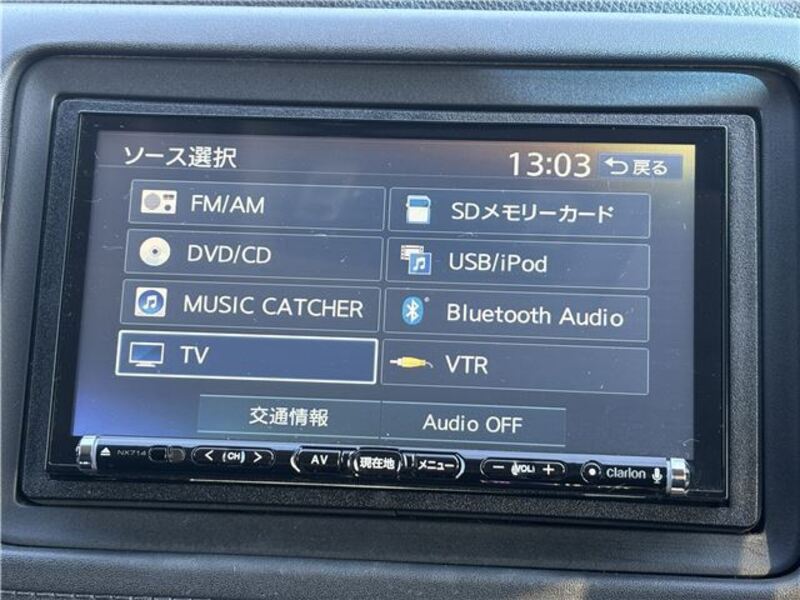 ソース選択
13:03 戻る
FM/AM
SDメモリーカード
DVD/CD
USB/iPod
MUSIC CATCHER
Bluetooth Audio
TV
VTR
交通情報
Audio OFF
NX714 < CH > AV 現在地 メニュー − VOL + clarion